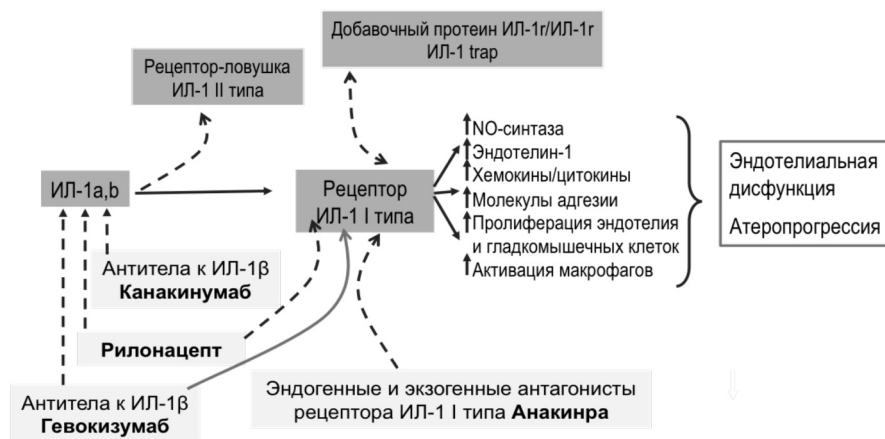 Добавочный протеин ИЛ-1r/ИЛ-1r
ИЛ-1 trap
Рецептор-ловушка
ИЛ-1 II типа
ИЛ-1a,b
Рецептор
ИЛ-1 I типа
NO-синтаза
Эндотелин-1
Хемокины/цитокины
Молекулы адгезии
Пролиферация эндотелия
и гладкомышечных клеток
Активация макрофагов
Эндотелиальная
дисфункция
Атеропрогрессия
Антитела к ИЛ-1β
Канакинумаб
Рилонацепт
Антитела к ИЛ-1β
Гевокизумаб
Эндогенные и экзогенные антагонисты
рецептора ИЛ-1 I типа Анакинра